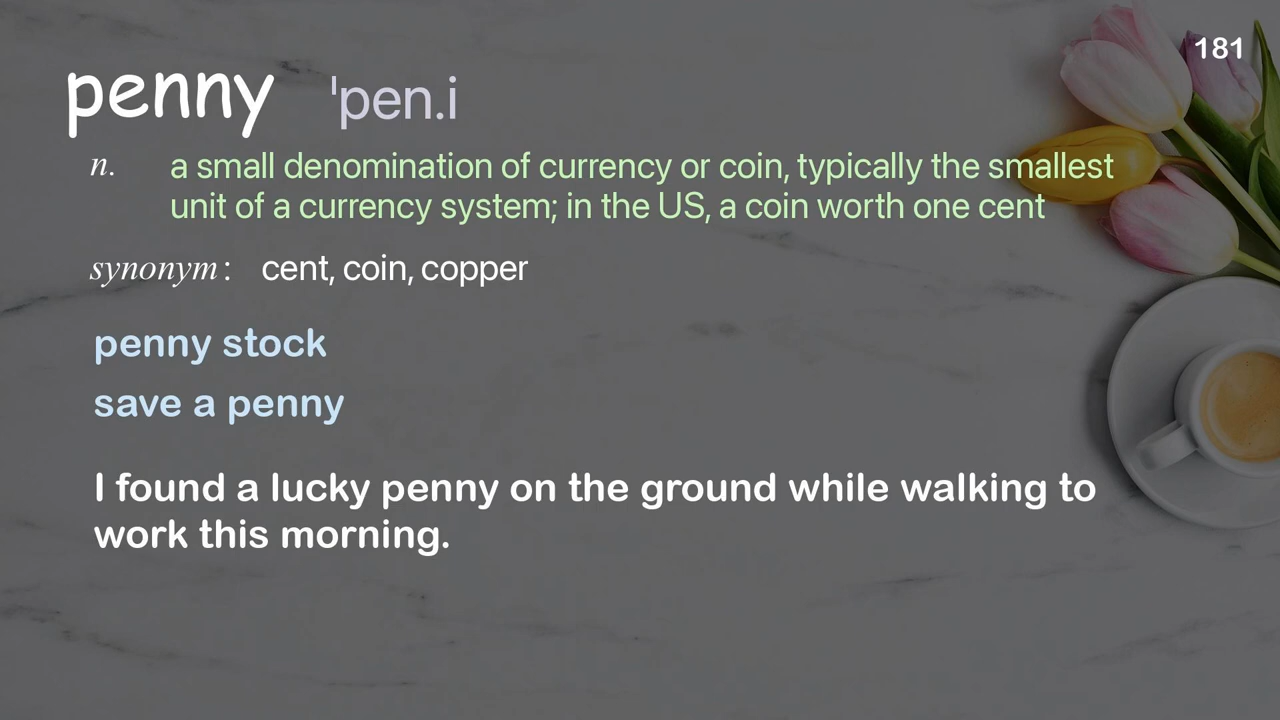 181
penny ˈpen.i
n. a small denomination of currency or coin, typically the smallest
unit of a currency system; in the US, a coin worth one cent
synonym: cent, coin, copper
penny stock
save a penny
I found a lucky penny on the ground while walking to
work this morning.